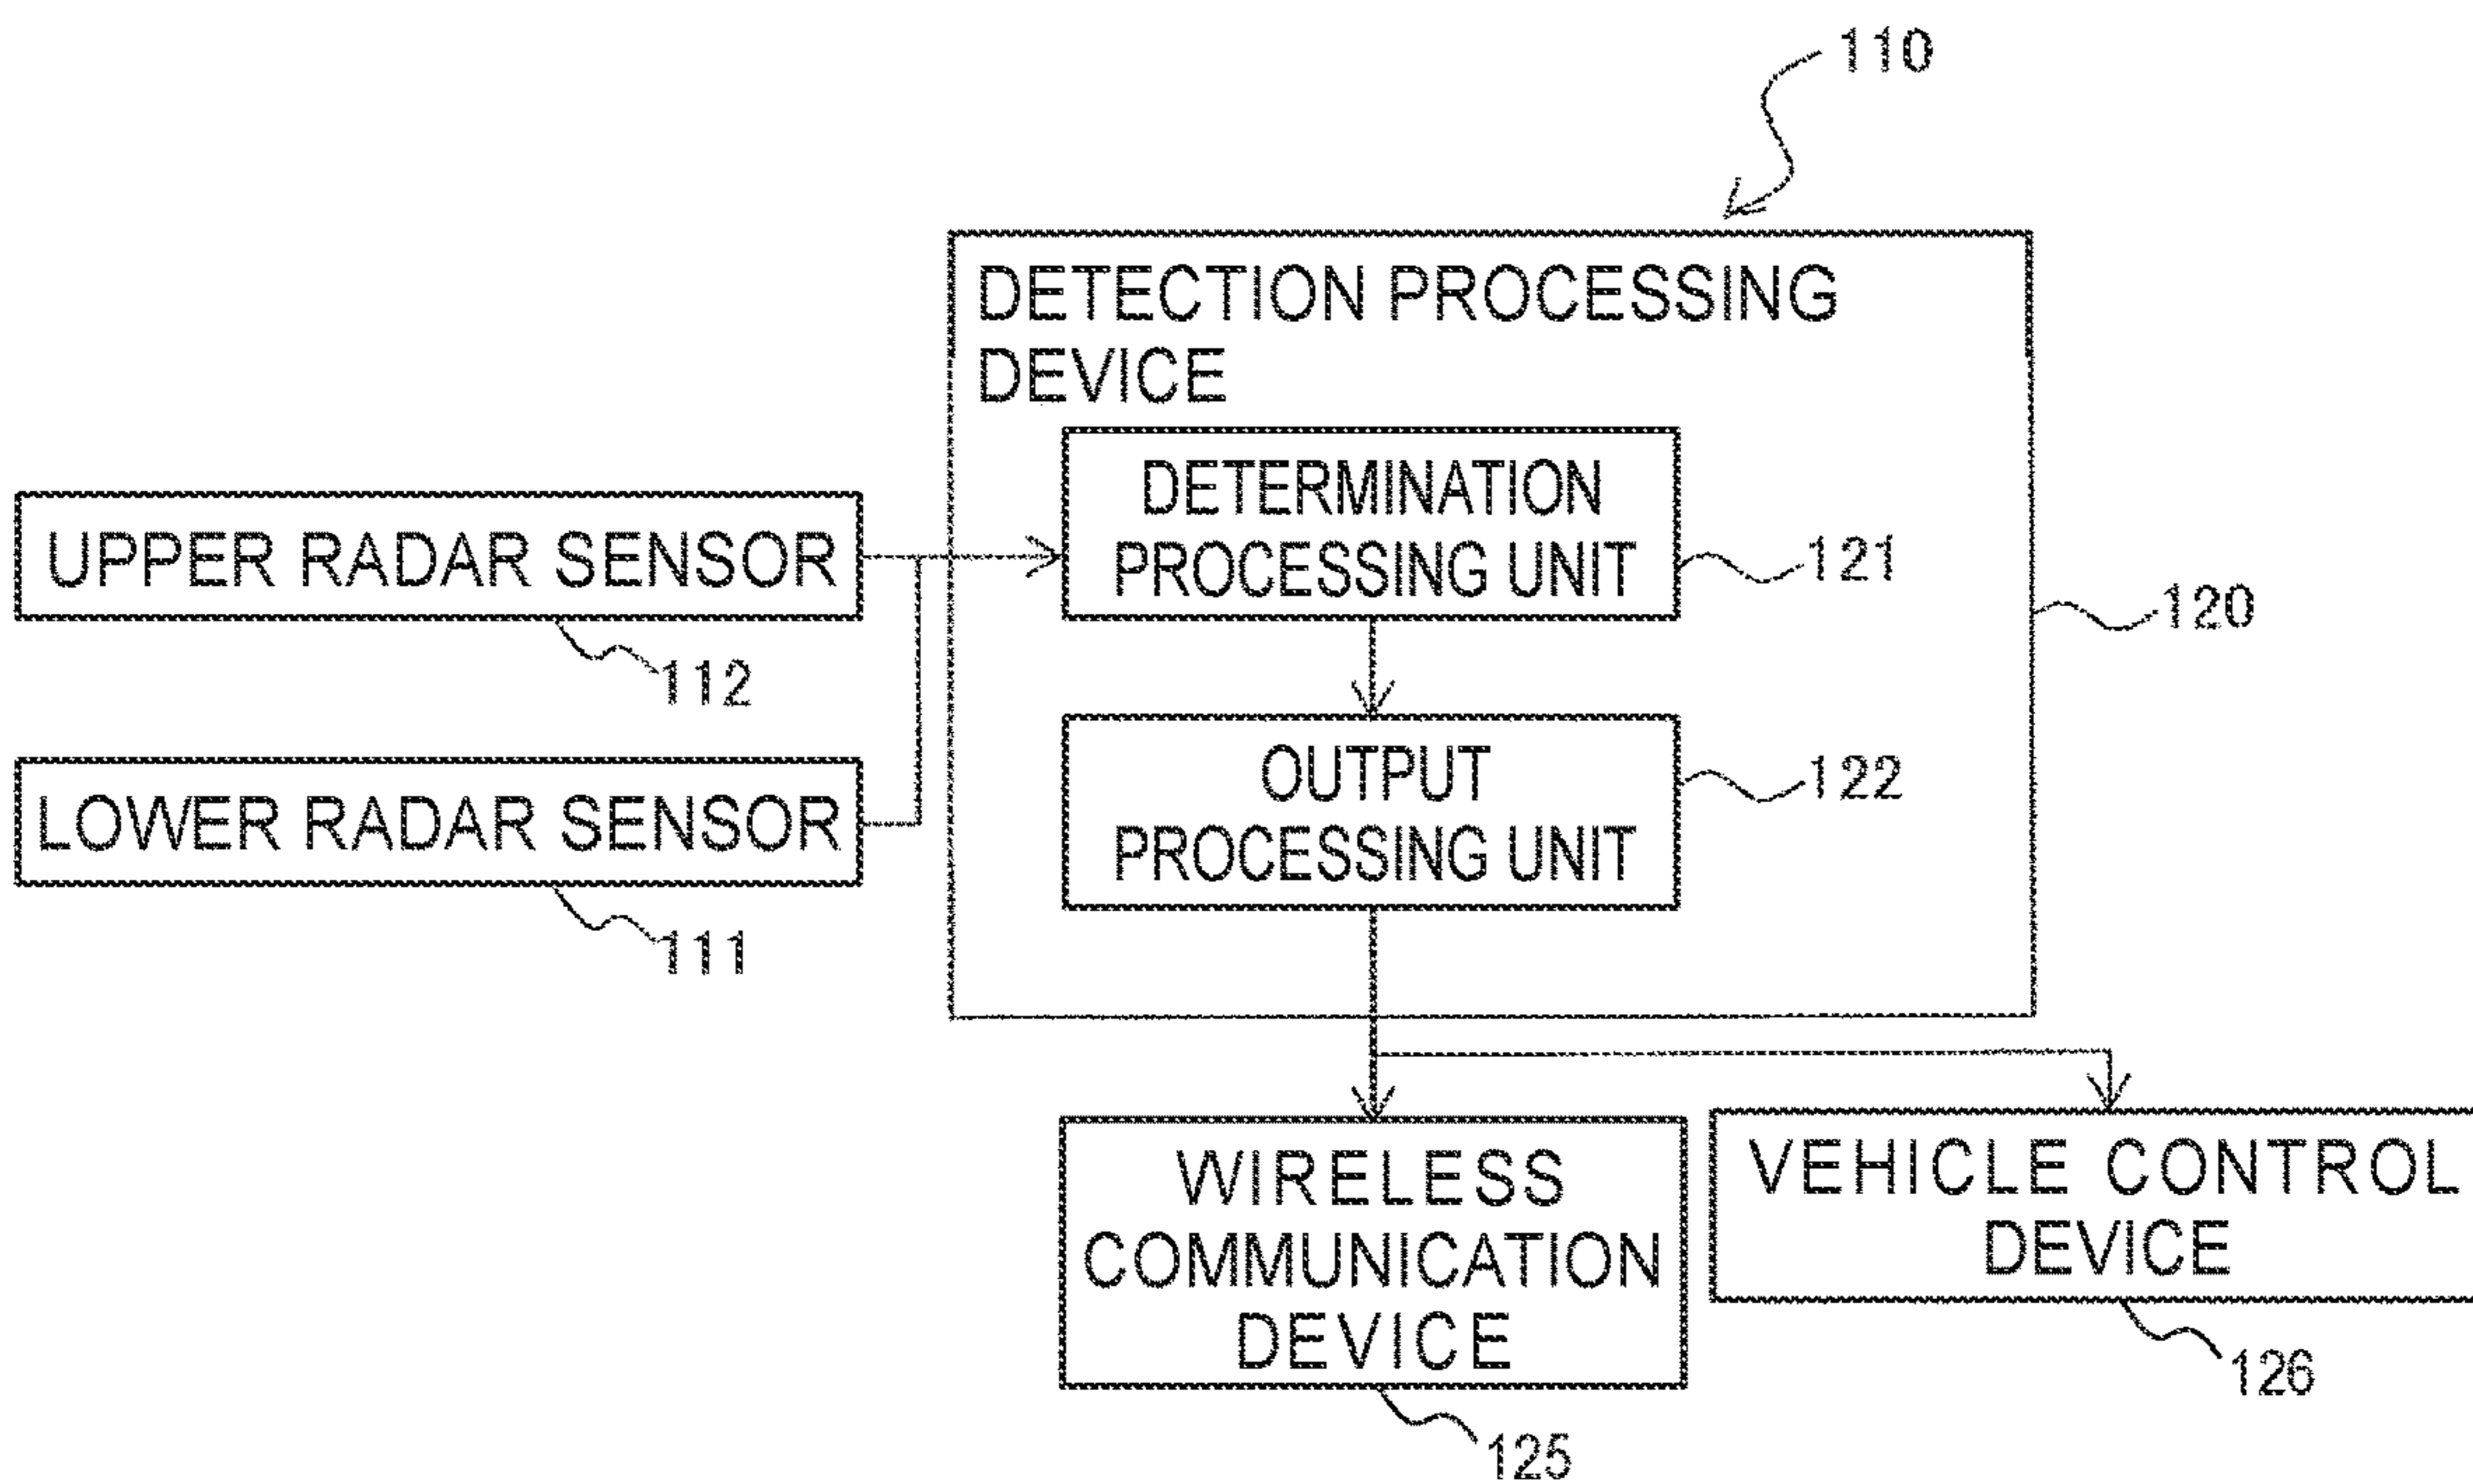 110
DETECTION PROCESSING
DEVICE
DETERMINATION
PROCESSING UNIT
121
120
UPPER RADAR SENSOR
112
OUTPUT
PROCESSING UNIT
122
LOWER RADAR SENSOR
111
WIRELESS
COMMUNICATION
DEVICE
125
VEHICLE CONTROL
DEVICE
126